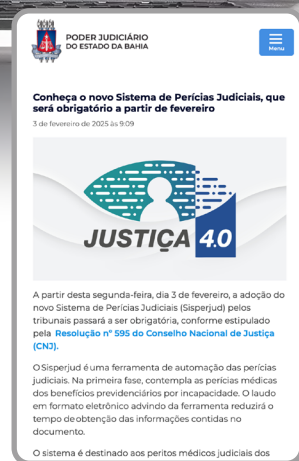 PODER JUDICIÁRIO
DO ESTADO DA BAHIA
Menu
Conheça o novo Sistema de Perícias Judiciais, que
será obrigatório a partir de fevereiro
3 de fevereiro de 2025 às 9:09
JUSTIÇA 4.0
A partir desta segunda-feira, dia 3 de fevereiro, a adoção do
novo Sistema de Perícias Judiciais (Sisperjud) pelos
tribunais passará a ser obrigatória, conforme estipulado
pela Resolução nº 595 do Conselho Nacional de Justiça
(CNJ).
O Sisperjud é uma ferramenta de automação das perícias
judiciais. Na primeira fase, contempla as perícias médicas
dos benefícios previdenciários por incapacidade. O laudo
em formato eletrônico advindo da ferramenta reduzirá o
tempo de obtenção das informações contidas no
documento.
O sistema é destinado aos peritos médicos judiciais dos